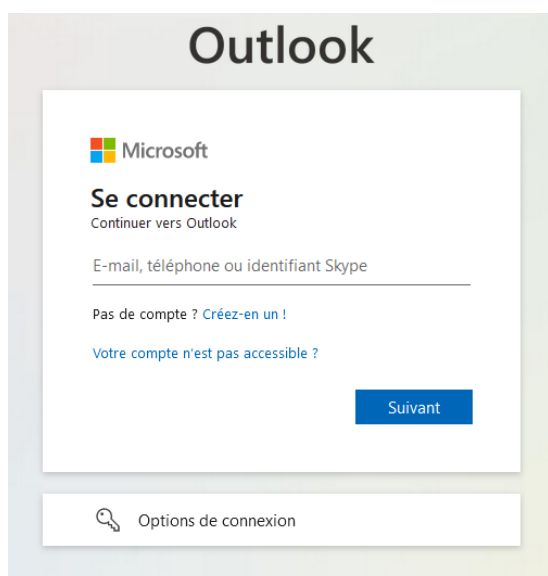 Outlook
Microsoft
Se connecter
Continuer vers Outlook
E-mail, téléphone ou identifiant Skype
Pas de compte ? Créez-en un !
Votre compte n'est pas accessible ?
Suivant
Options de connexion